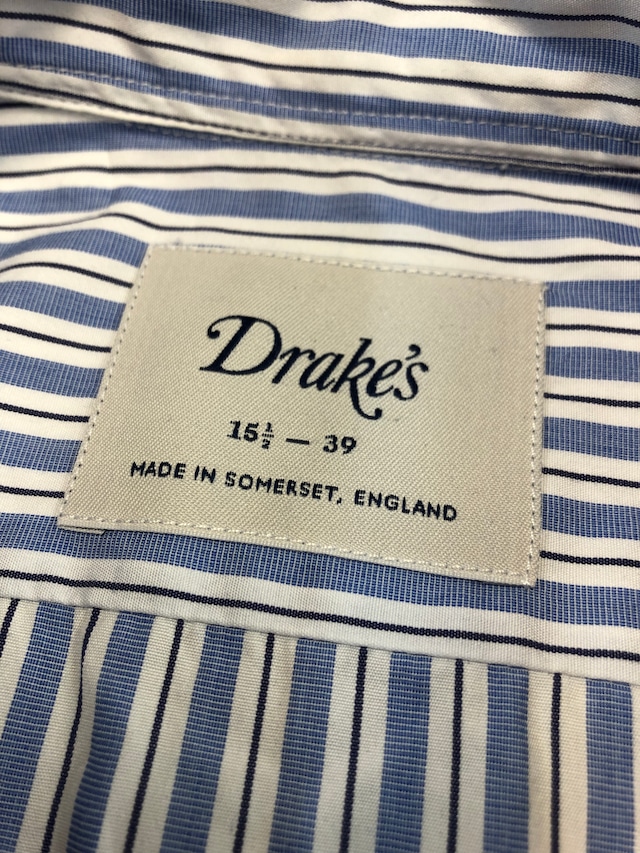 Drake's
15½ — 39
MADE IN SOMERSET, ENGLAND